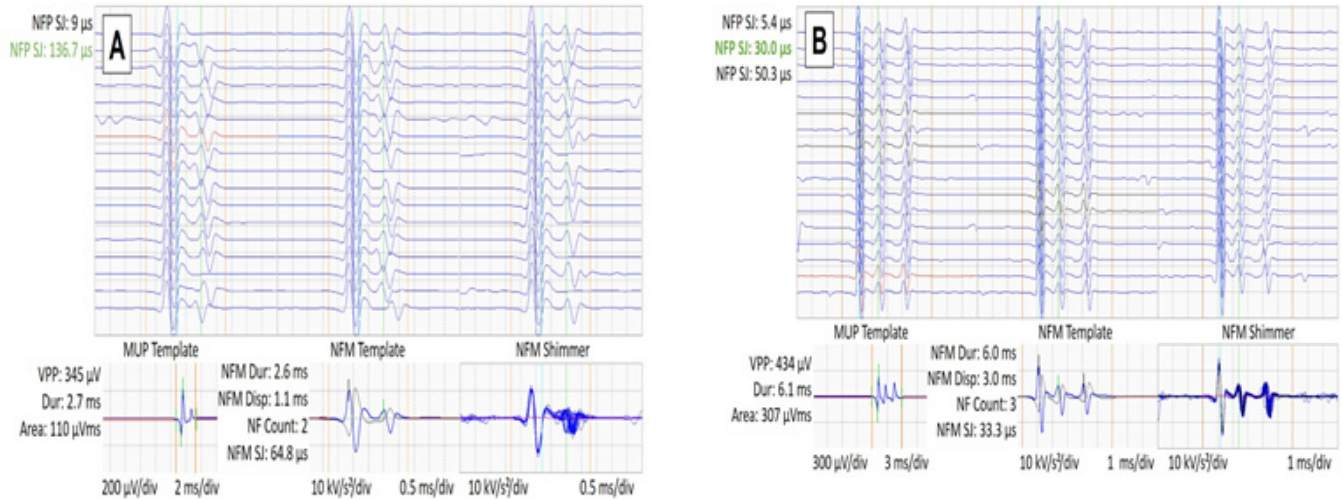 NFP SJ: 9 μs
NFP SJ: 136.7 μs
A
MUP Template
NFM Template
NFM Shimmer
VPP: 345 μV
Dur: 2.7 ms
Area: 110 μVms
NFM Dur: 2.6 ms
NFM Disp: 1.1 ms
NF Count: 2
NFM SJ: 64.8 μs
200 μV/div
2 ms/div
10 kV/s²/div
0.5 ms/div
10 kV/s²/div
0.5 ms/div
NFP SJ: 5.4 μs
NFP SJ: 30.0 μs
NFP SJ: 50.3 μs
B
MUP Template
NFM Template
NFM Shimmer
VPP: 434 μV
Dur: 6.1 ms
Area: 307 μVms
NFM Dur: 6.0 ms
NFM Disp: 3.0 ms
NF Count: 3
NFM SJ: 33.3 μs
300 μV/div
3 ms/div
10 kV/s²/div
1 ms/div
10 kV/s²/div
1 ms/div